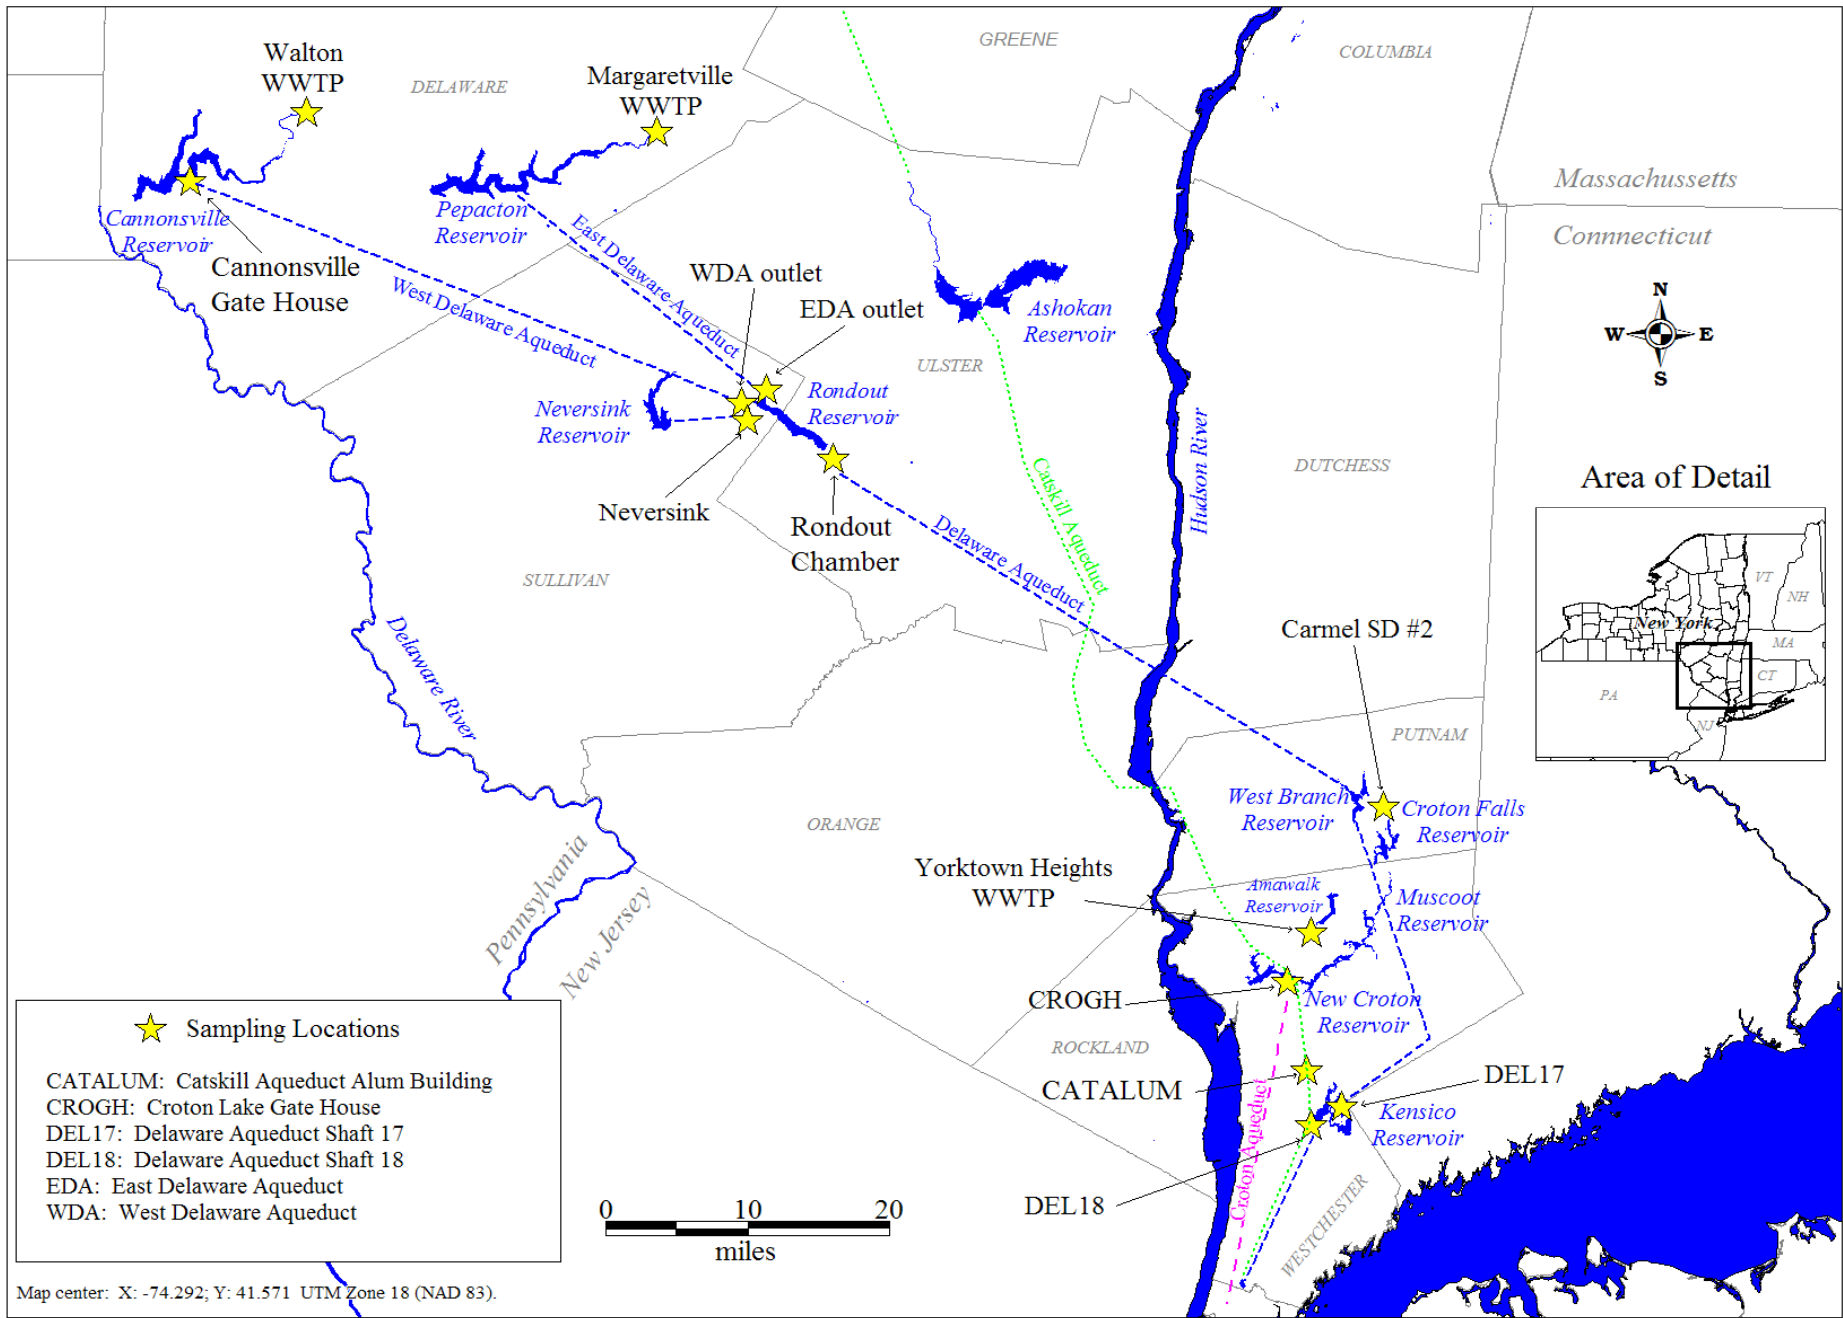 GREENE
COLUMBIA
Walton
WWTP
DELAWARE
Margaretville
WWTP
Massachussetts
Connnecticut
Cannonsville
Reservoir
Pepacton
Reservoir
East Delaware Aqueduct
Cannonsville
Gate House
West Delaware Aqueduct
WDA outlet
EDA outlet
Ashokan
Reservoir
N
W
E
S
ULSTER
Rondout
Reservoir
Neversink
Reservoir
Hudson River
DUTCHESS
Catskill Aqueduct
Area of Detail
Neversink
Rondout
Chamber
Delaware Aqueduct
SULLIVAN
VT
NH
New York
MA
CT
PA
NJ
Delaware River
Carmel SD #2
PUTNAM
West Branch
Reservoir
Croton Falls
Reservoir
ORANGE
Pennsylvania
New Jersey
Yorktown Heights
WWTP
Amawalk
Reservoir
Muscoot
Reservoir
CROGH
New Croton
Reservoir
ROCKLAND
CATALUM
DEL17
Kensico
Reservoir
Croton Aqueduct
DEL18
WESTCHESTER
Sampling Locations
CATALUM: Catskill Aqueduct Alum Building
CROGH: Croton Lake Gate House
DEL17: Delaware Aqueduct Shaft 17
DEL18: Delaware Aqueduct Shaft 18
EDA: East Delaware Aqueduct
WDA: West Delaware Aqueduct
0 10 20
miles
Map center: X: -74.292; Y: 41.571 UTM Zone 18 (NAD 83).